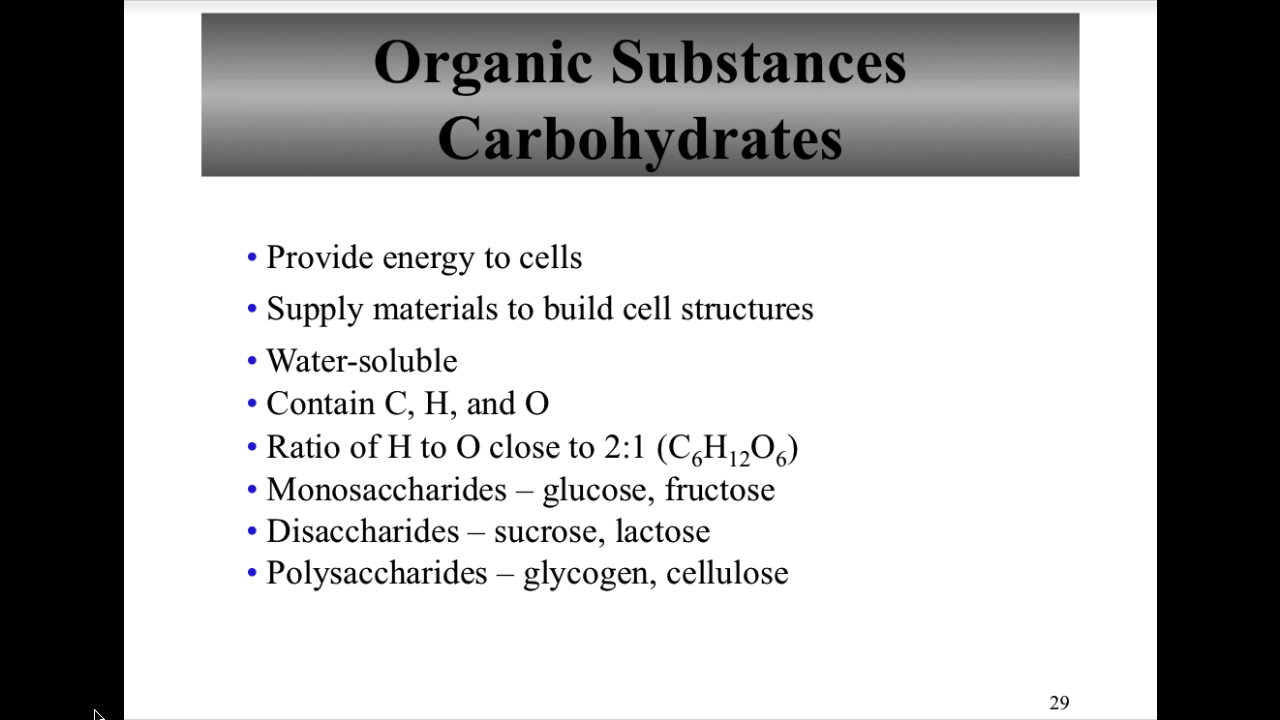 Organic Substances
Carbohydrates
• Provide energy to cells
• Supply materials to build cell structures
• Water-soluble
• Contain C, H, and O
• Ratio of H to O close to 2:1 (C₆H₁₂O₆)
• Monosaccharides – glucose, fructose
• Disaccharides – sucrose, lactose
• Polysaccharides – glycogen, cellulose
29